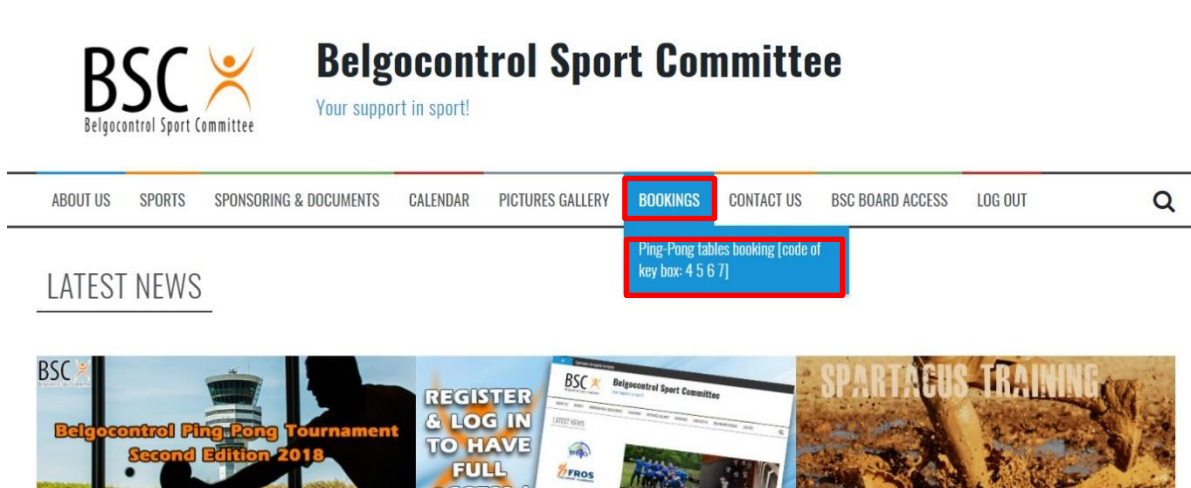 BSC
Belgocontrol Sport Committee
Belgocontrol Sport Committee
Your support in sport!
ABOUT US SPORTS SPONSORING & DOCUMENTS CALENDAR PICTURES GALLERY BOOKINGS CONTACT US BSC BOARD ACCESS LOG OUT
Ping-Pong tables booking [code of
key box: 4 5 6 7]
LATEST NEWS
BSC
Belgocontrol Ping Pong Tournament
Second Edition 2018
REGISTER
& LOG IN
TO HAVE
FULL
BSC
Belgocontrol Sport Committee
LATEST NEWS
FROS
SPARTACUS TRAINING